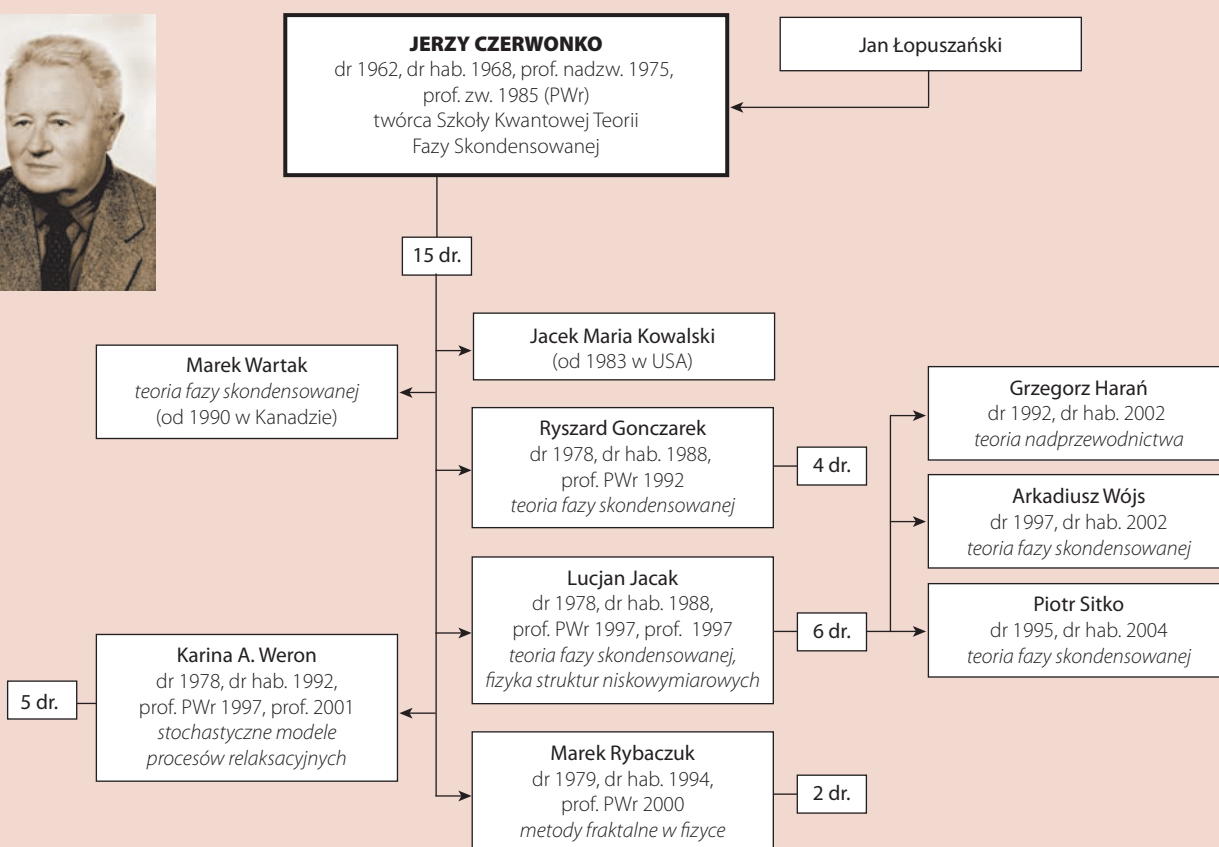 JERZY CZERWONKO
dr 1962, dr hab. 1968, prof. nadzw. 1975,
prof. zw. 1985 (PWr)
twórca Szkoły Kwantowej Teorii
Fazy Skondensowanej
Jan Łopuszański
15 dr.
Jacek Maria Kowalski
(od 1983 w USA)
Marek Wartak
teoria fazy skondensowanej
(od 1990 w Kanadzie)
Ryszard Gonczarek
dr 1978, dr hab. 1988,
prof. PWr 1992
teoria fazy skondensowanej
4 dr.
Grzegorz Harań
dr 1992, dr hab. 2002
teoria nadprzewodnictwa
Arkadiusz Wójs
dr 1997, dr hab. 2002
teoria fazy skondensowanej
Lucjan Jacak
dr 1978, dr hab. 1988,
prof. PWr 1997, prof. 1997
teoria fazy skondensowanej,
fizyka struktur niskowymiarowych
6 dr.
Piotr Sitko
dr 1995, dr hab. 2004
teoria fazy skondensowanej
5 dr.
Karina A. Weron
dr 1978, dr hab. 1992,
prof. PWr 1997, prof. 2001
stochastyczne modele
procesów relaksacyjnych
Marek Rybaczuk
dr 1979, dr hab. 1994,
prof. PWr 2000
metody fraktalne w fizyce
2 dr.